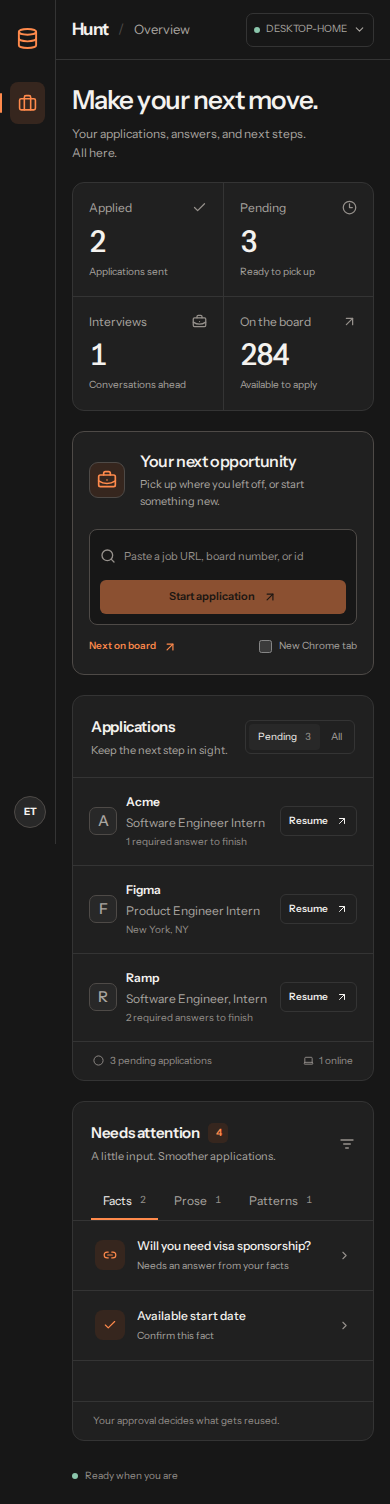 Hunt / Overview
DESKTOP-HOME
Make your next move.
Your applications, answers, and next steps.
All here.
Applied
2
Applications sent
Pending
3
Ready to pick up
Interviews
1
Conversations ahead
On the board
284
Available to apply
Your next opportunity
Pick up where you left off, or start
something new.
Paste a job URL, board number, or id
Start application
Next on board
New Chrome tab
Applications
Keep the next step in sight.
Pending 3 All
A
Acme
Software Engineer Intern
1 required answer to finish
Resume
F
Figma
Product Engineer Intern
New York, NY
Resume
R
Ramp
Software Engineer, Intern
2 required answers to finish
Resume
3 pending applications
1 online
ET
Needs attention 4
A little input. Smoother applications.
Facts 2 Prose 1 Patterns 1
Will you need visa sponsorship?
Needs an answer from your facts
Available start date
Confirm this fact
Your approval decides what gets reused.
Ready when you are